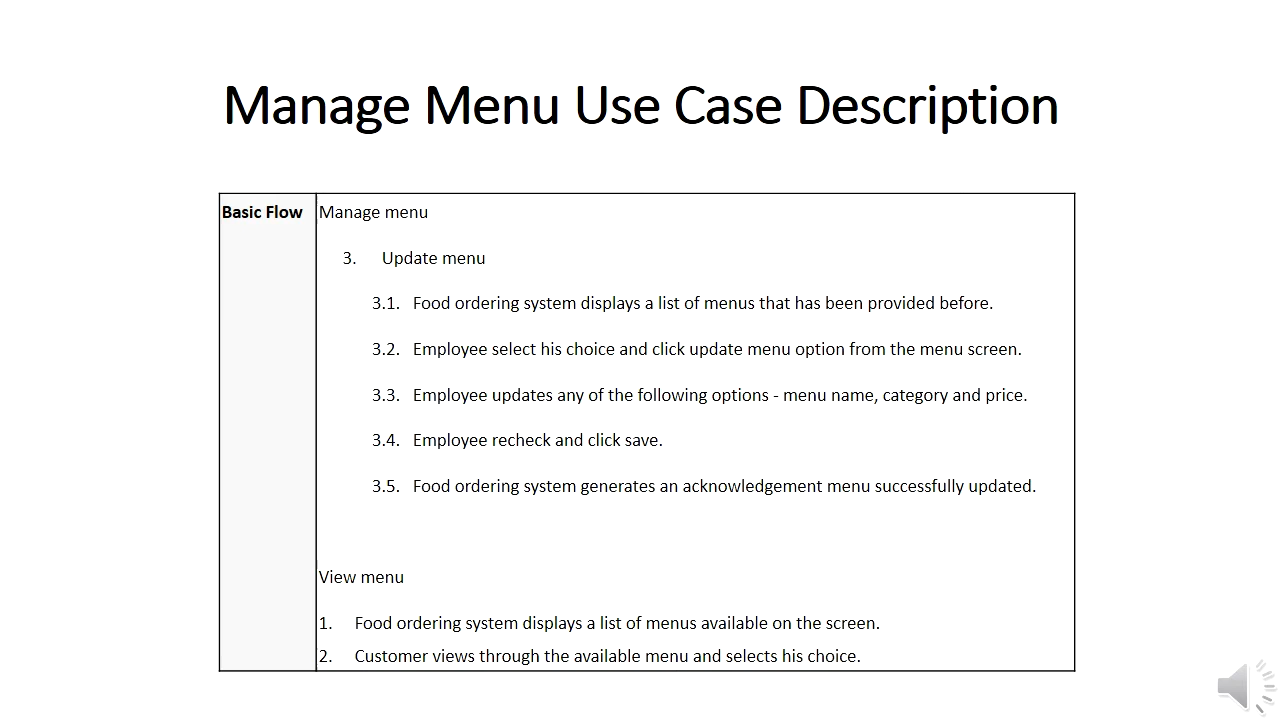 Manage Menu Use Case Description
Basic Flow Manage menu
3. Update menu
3.1. Food ordering system displays a list of menus that has been provided before.
3.2. Employee select his choice and click update menu option from the menu screen.
3.3. Employee updates any of the following options - menu name, category and price.
3.4. Employee recheck and click save.
3.5. Food ordering system generates an acknowledgement menu successfully updated.
View menu
1. Food ordering system displays a list of menus available on the screen.
2. Customer views through the available menu and selects his choice.